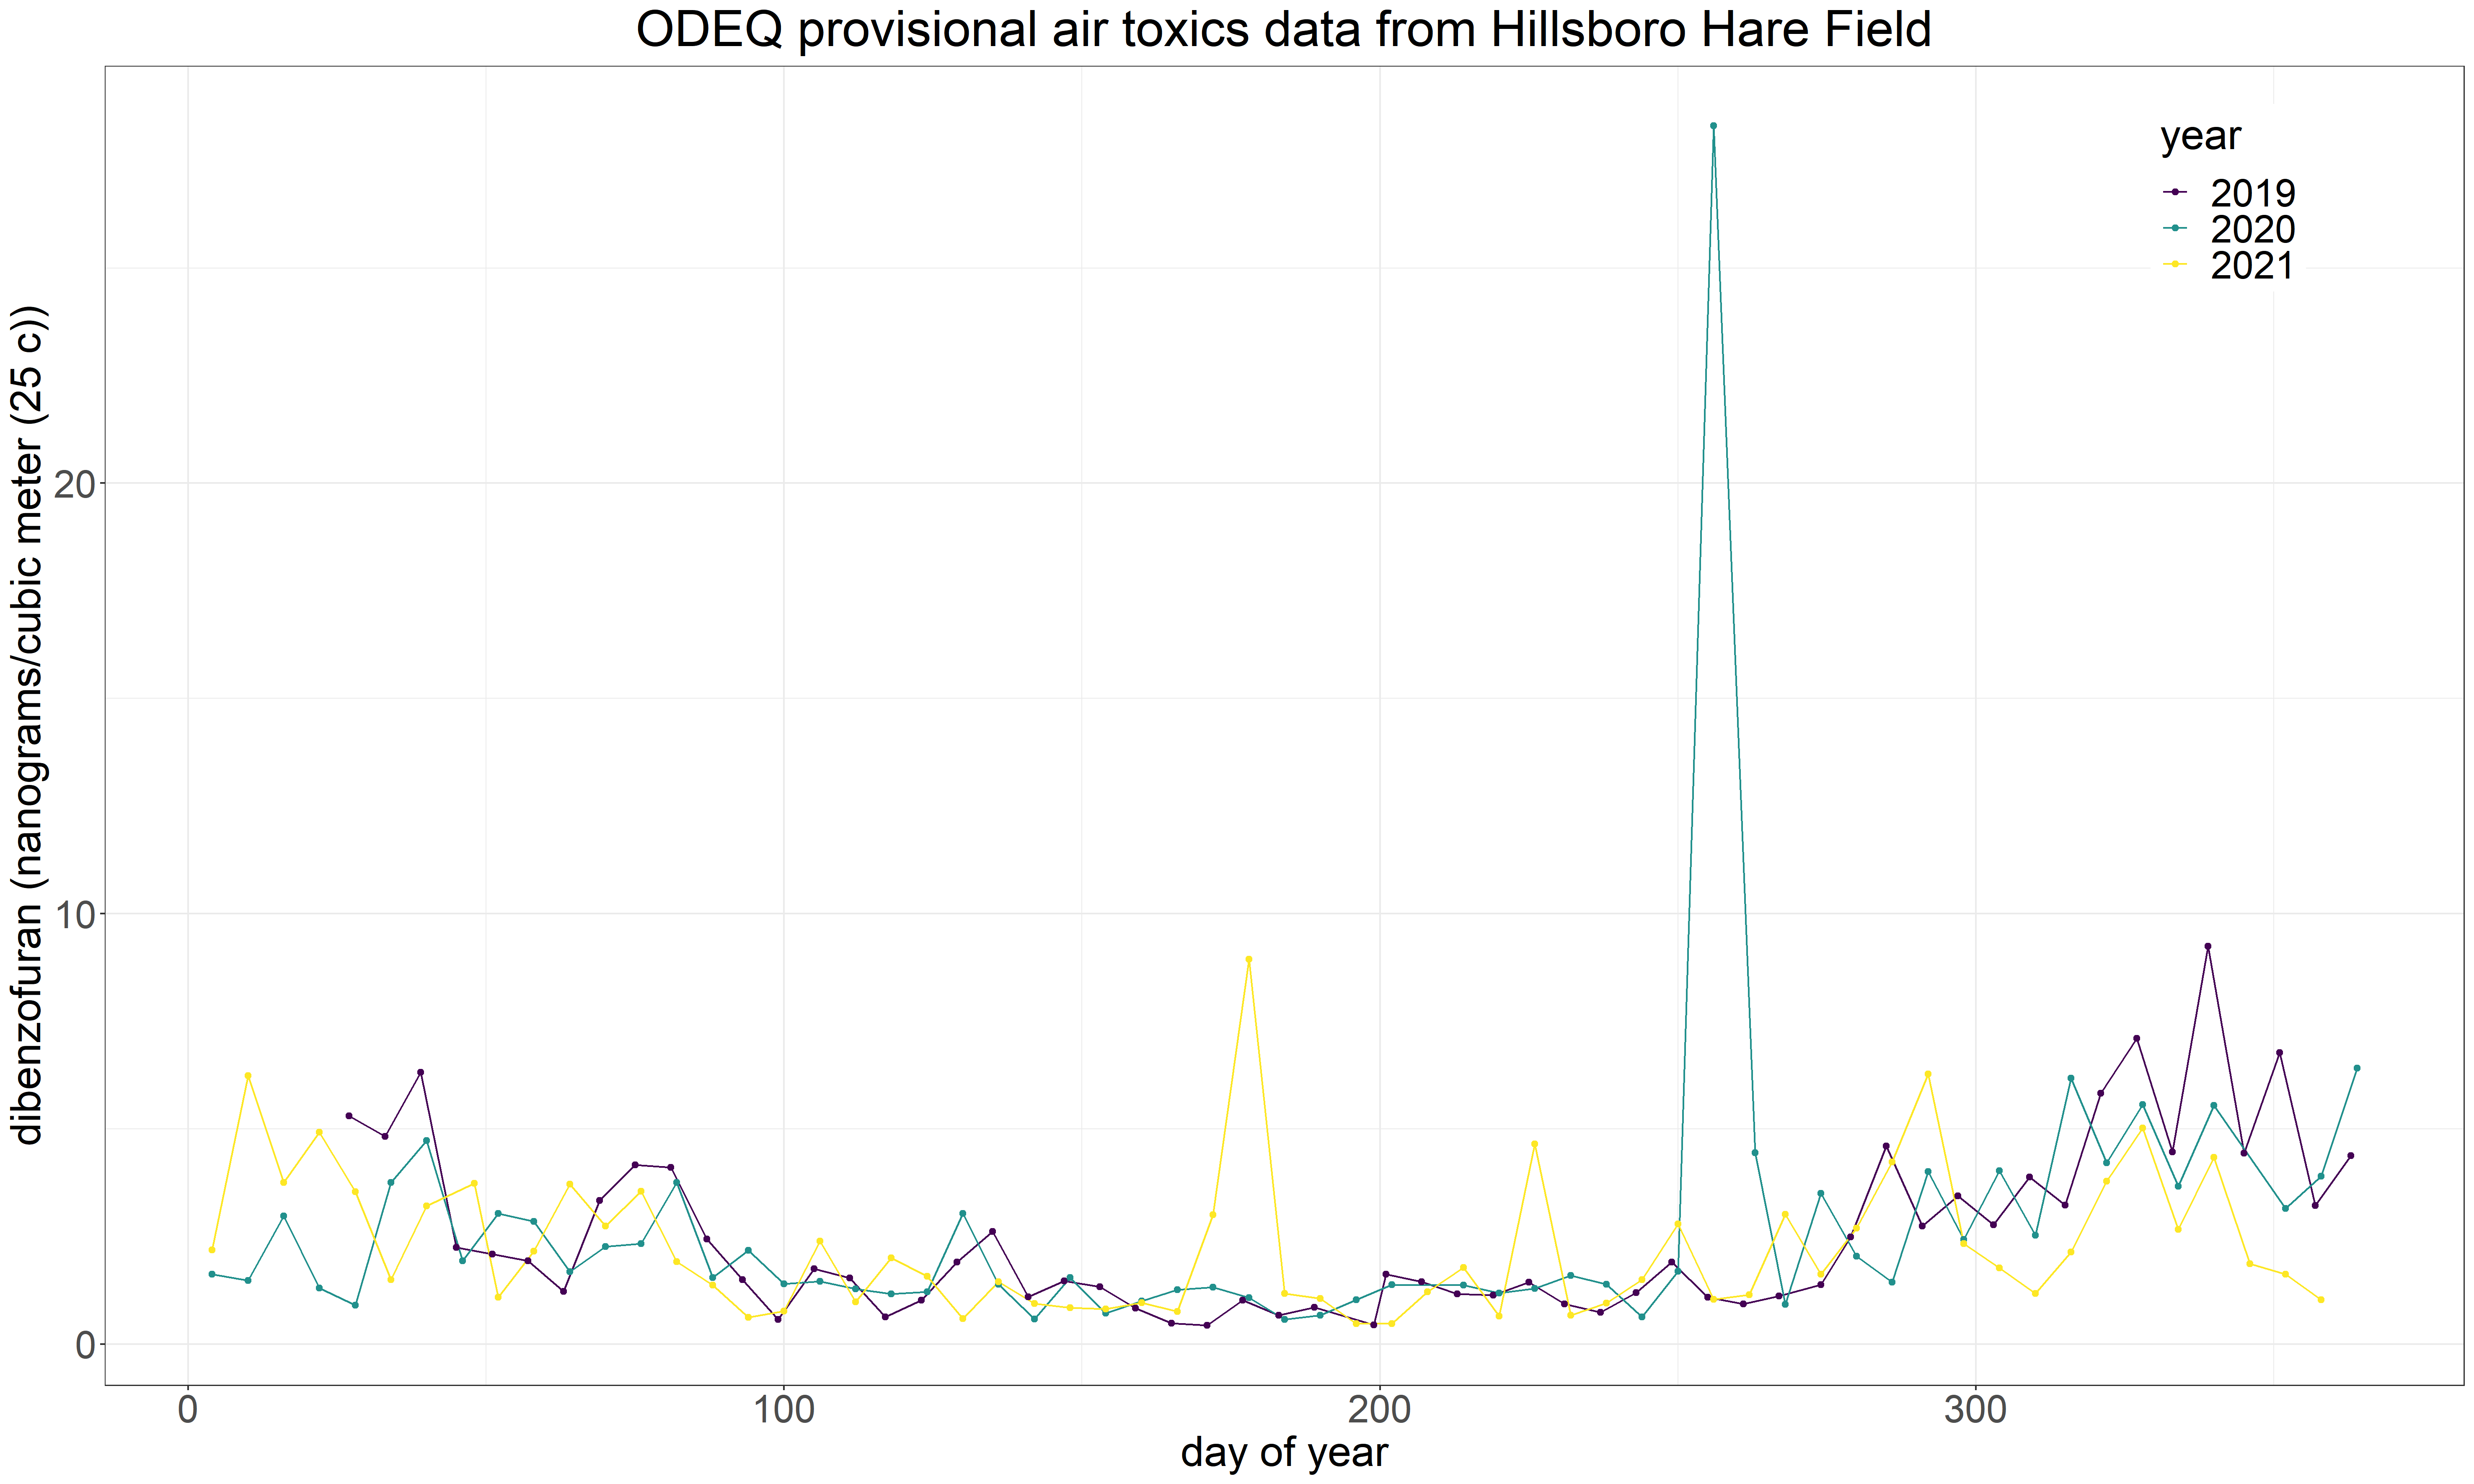 ODEQ provisional air toxics data from Hillsboro Hare Field
dibenzofuran (nanograms/cubic meter (25 c))
year
2019
2020
2021
20
10
0
0 100 200 300
day of year